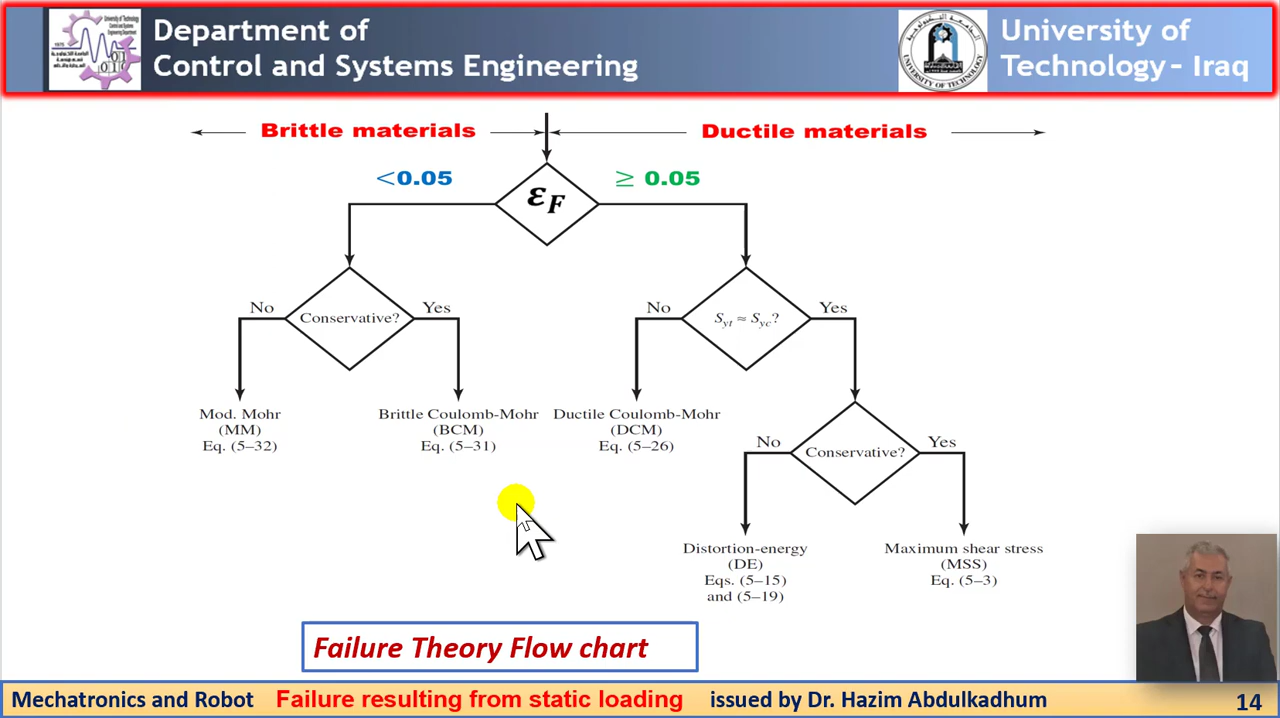 Department of
Control and Systems Engineering
University of
Technology - Iraq
Brittle materials
Ductile materials
<0.05
≥ 0.05
εF
No
Conservative?
Yes
No
Syt ≈ Syc?
Yes
Mod. Mohr
(MM)
Eq. (5–32)
Brittle Coulomb-Mohr
(BCM)
Eq. (5–31)
Ductile Coulomb-Mohr
(DCM)
Eq. (5–26)
No
Conservative?
Yes
Distortion-energy
(DE)
Eqs. (5–15)
and (5–19)
Maximum shear stress
(MSS)
Eq. (5–3)
Failure Theory Flow chart
Mechatronics and Robot Failure resulting from static loading issued by Dr. Hazim Abdulkadhum 14